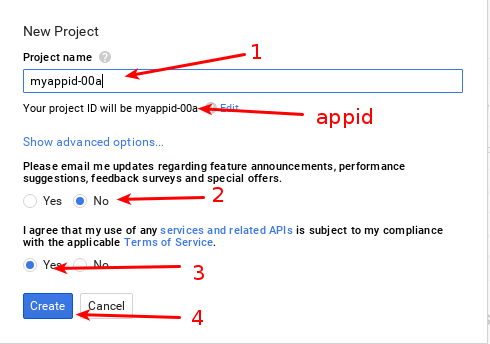 New Project
Project name ?
1
myappid-00a
Your project ID will be myappid-00a Edit
appid
Show advanced options...
Please email me updates regarding feature announcements, performance
suggestions, feedback surveys and special offers.
Yes No
2
I agree that my use of any services and related APIs is subject to my compliance
with the applicable Terms of Service.
Yes No
3
Create Cancel
4